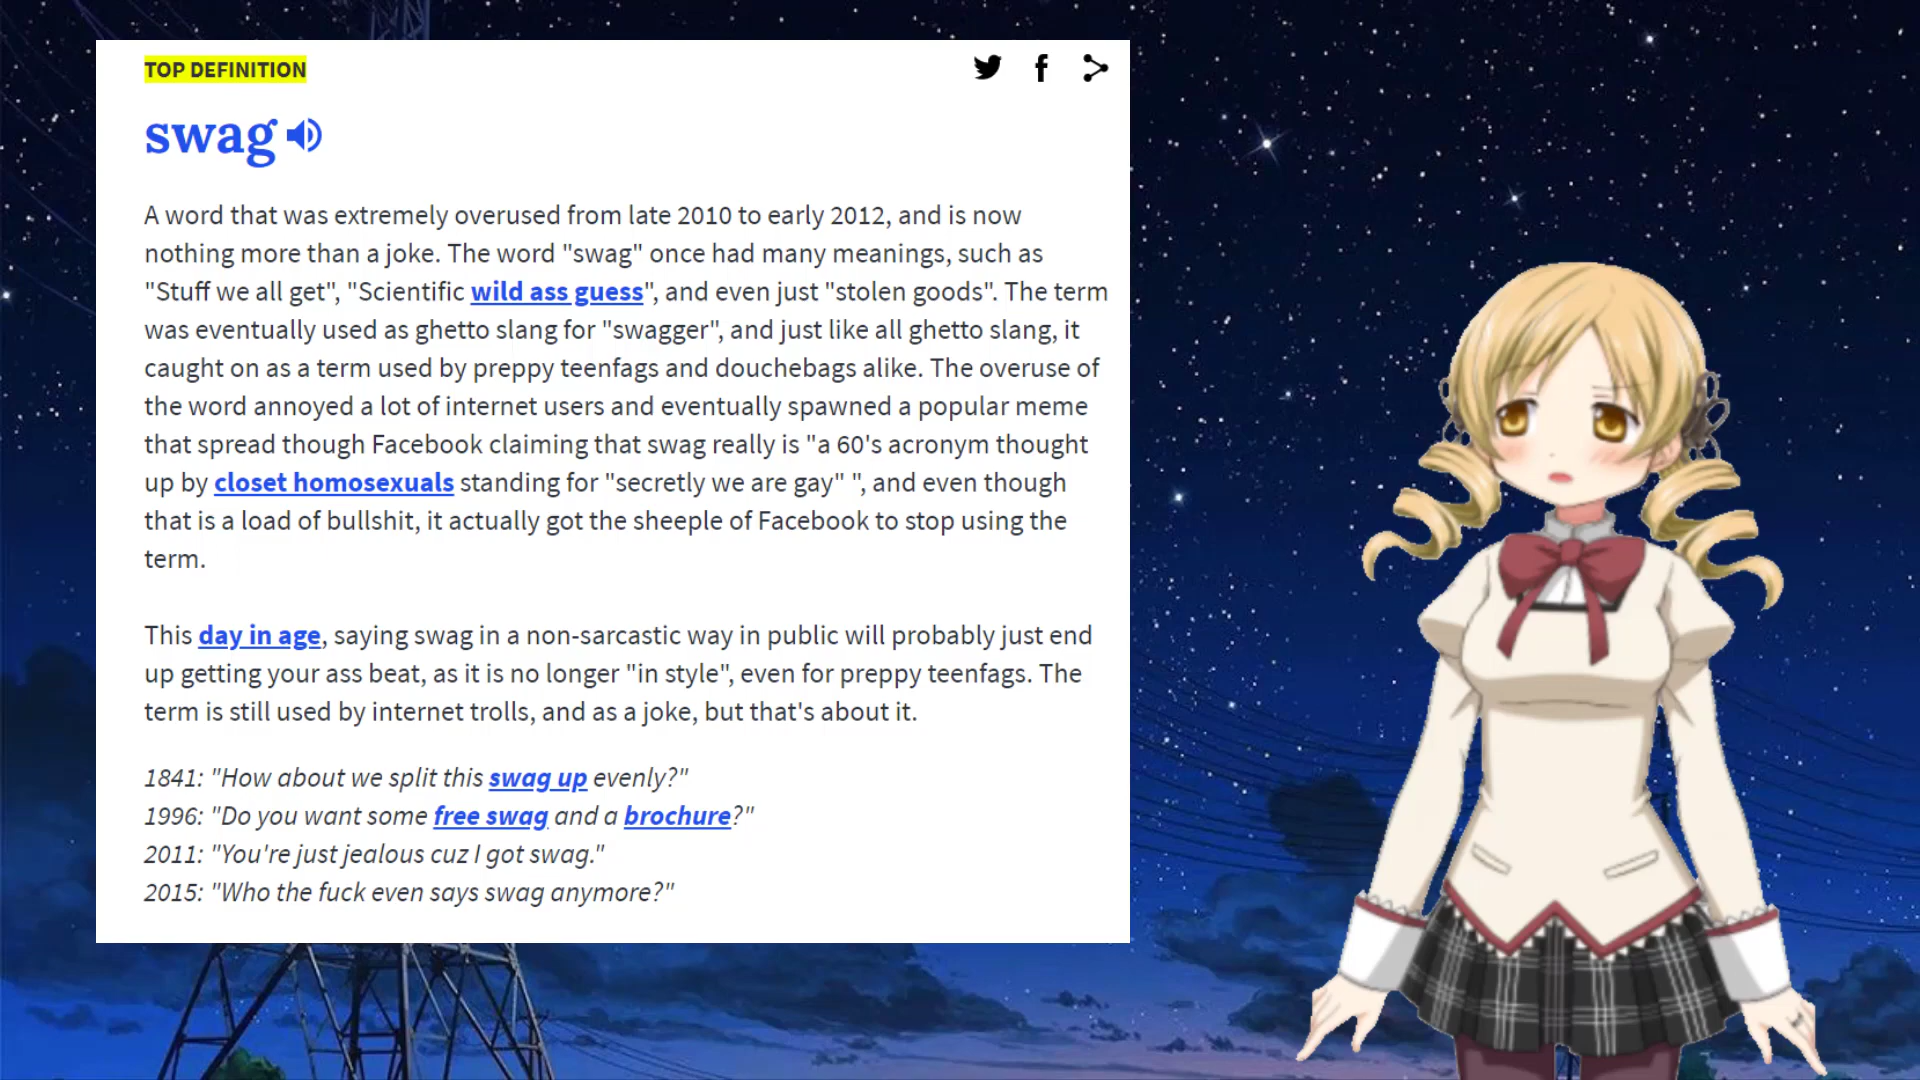 TOP DEFINITION
swag
A word that was extremely overused from late 2010 to early 2012, and is now
nothing more than a joke. The word "swag" once had many meanings, such as
"Stuff we all get", "Scientific wild ass guess", and even just "stolen goods". The term
was eventually used as ghetto slang for "swagger", and just like all ghetto slang, it
caught on as a term used by preppy teenfags and douchebags alike. The overuse of
the word annoyed a lot of internet users and eventually spawned a popular meme
that spread though Facebook claiming that swag really is "a 60's acronym thought
up by closet homosexuals standing for "secretly we are gay" ", and even though
that is a load of bullshit, it actually got the sheeple of Facebook to stop using the
term.
This day in age, saying swag in a non-sarcastic way in public will probably just end
up getting your ass beat, as it is no longer "in style", even for preppy teenfags. The
term is still used by internet trolls, and as a joke, but that's about it.
1841: "How about we split this swag up evenly?"
1996: "Do you want some free swag and a brochure?"
2011: "You're just jealous cuz I got swag."
2015: "Who the fuck even says swag anymore?"